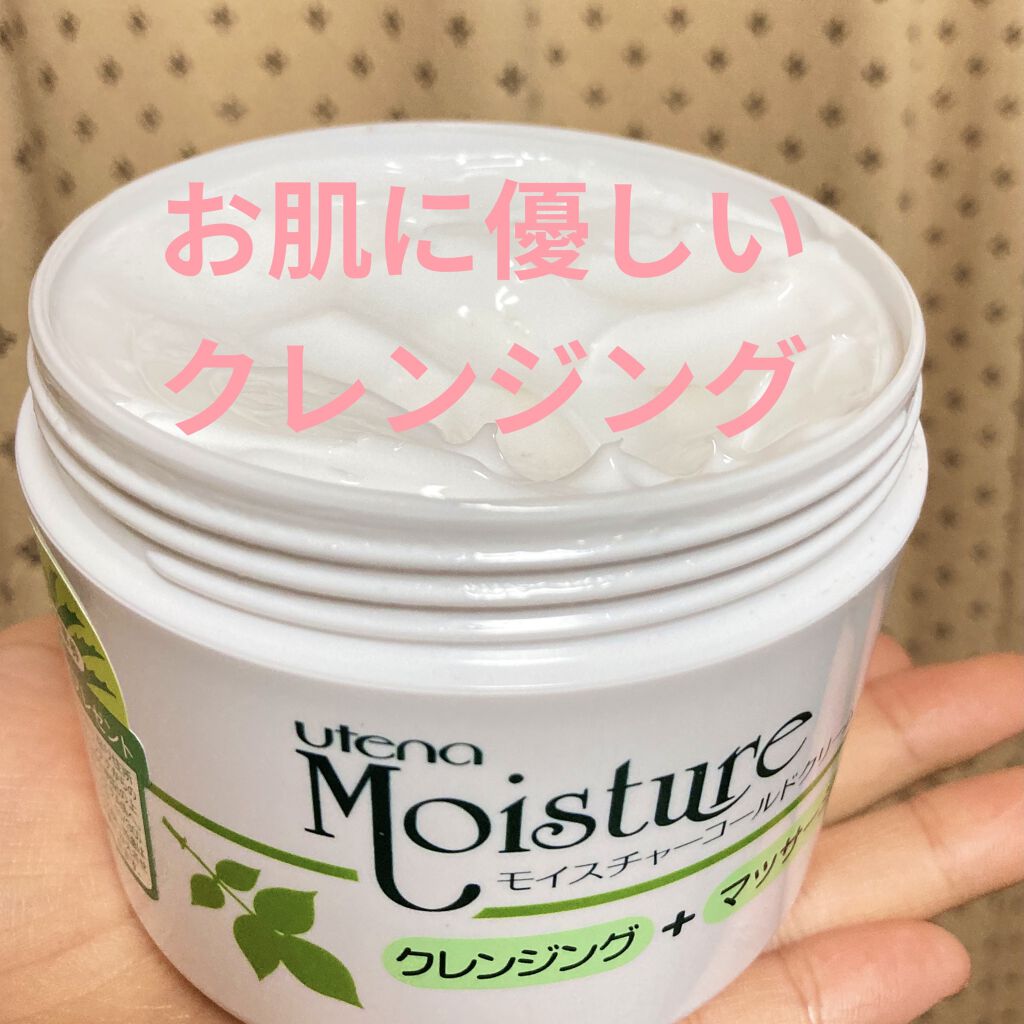 お肌に優しい
クレンジング
utena
Moisture
モイスチャーコールドクリ
クレンジング + マッサー